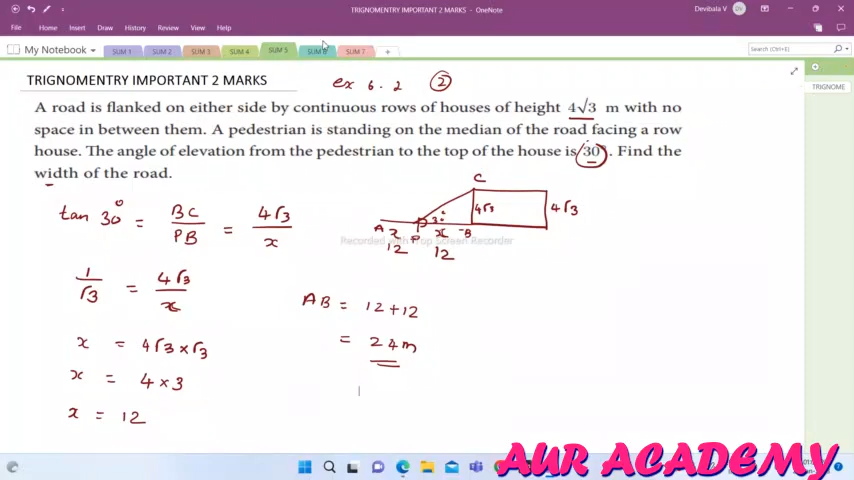 TRIGNOMENTRY IMPORTANT 2 MARKS - OneNote
Devibala V
DV
File Home Insert Draw History Review View Help
My Notebook
SUM 1 SUM 2 SUM 3 SUM 4 SUM 5 SUM 6 SUM 7 +
Search (Ctrl+E)
TRIGNOME
TRIGNOMENTRY IMPORTANT 2 MARKS
ex 6.2 2
A road is flanked on either side by continuous rows of houses of height 4√3 m with no
space in between them. A pedestrian is standing on the median of the road facing a row
house. The angle of elevation from the pedestrian to the top of the house is 30°. Find the
width of the road.
tan 30° = BC/PB = 4√3/x
C
4√3 4√3
30°
A x P x B
12 12
Recorded with iTop Screen Recorder
1/√3 = 4√3/x
x = 4√3 × √3
x = 4 × 3
x = 12
AB = 12 + 12
= 24m
AUR ACADEMY